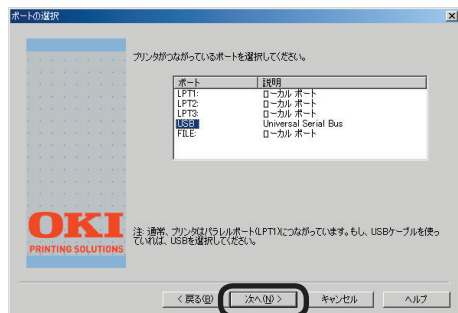 ポートの選択
プリンタがつながっているポートを選択してください。
ポート 説明
LPT1: ローカル ポート
LPT2: ローカル ポート
LPT3: ローカル ポート
USB Universal Serial Bus
FILE: ローカル ポート
OKI
PRINTING SOLUTIONS
注: 通常、プリンタはパラレルポート(LPT1)につながっています。もし、USBケーブルを使っ
ていれば、USBを選択してください。
< 戻る(B) 次へ(N) > キャンセル ヘルプ